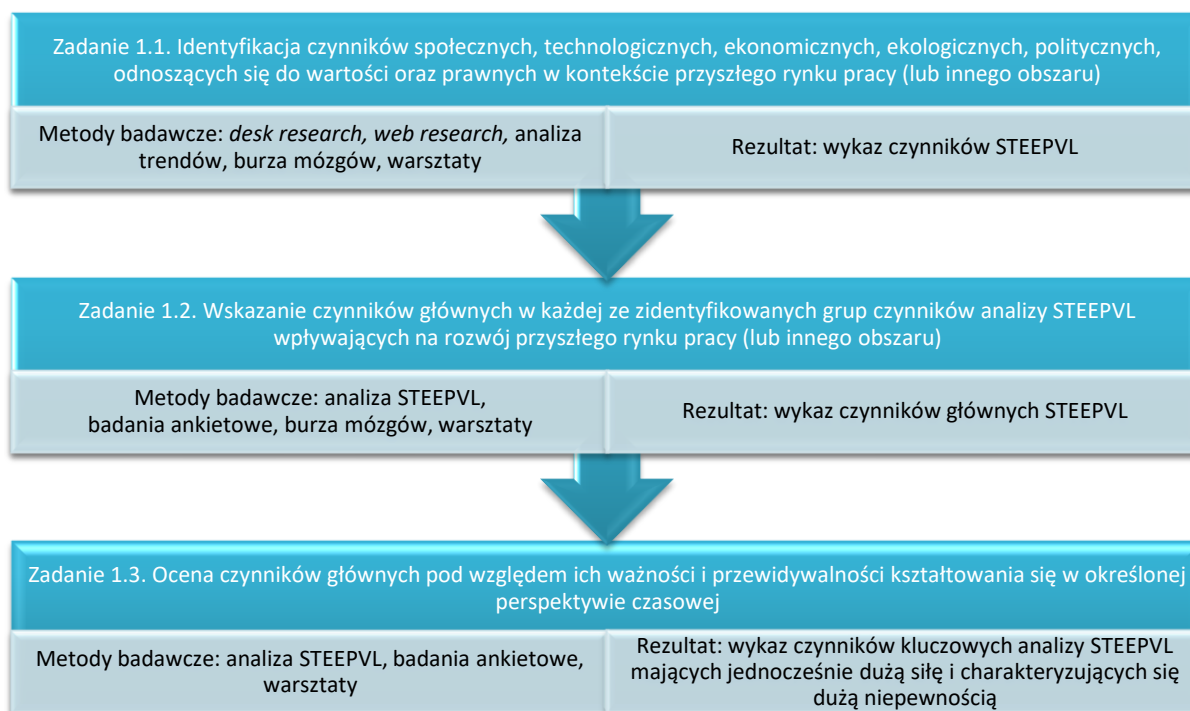 Zadanie 1.1. Identyfikacja czynników społecznych, technologicznych, ekonomicznych, ekologicznych, politycznych,
odnoszących się do wartości oraz prawnych w kontekście przyszłego rynku pracy (lub innego obszaru)
Metody badawcze: desk research, web research, analiza
trendów, burza mózgów, warsztaty
Rezultat: wykaz czynników STEEPVL
Zadanie 1.2. Wskazanie czynników głównych w każdej ze zidentyfikowanych grup czynników analizy STEEPVL
wpływających na rozwój przyszłego rynku pracy (lub innego obszaru)
Metody badawcze: analiza STEEPVL,
badania ankietowe, burza mózgów, warsztaty
Rezultat: wykaz czynników głównych STEEPVL
Zadanie 1.3. Ocena czynników głównych pod względem ich ważności i przewidywalności kształtowania się w określonej
perspektywie czasowej
Metody badawcze: analiza STEEPVL, badania ankietowe,
warsztaty
Rezultat: wykaz czynników kluczowych analizy STEEPVL
mających jednocześnie dużą siłę i charakteryzujących się
dużą niepewnością